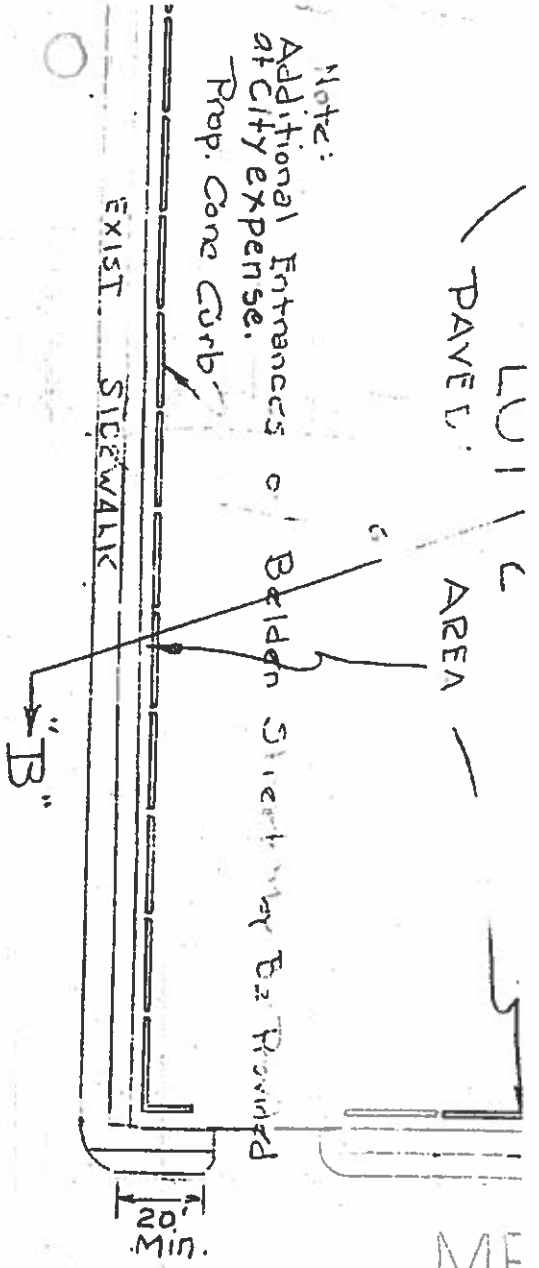 Note:
Additional Entrances o Belden Street May Be Provided
at City expense.
Prop. Conc Curb
PAVED AREA
EXIST. SIDEWALK
"B"
20'
Min.